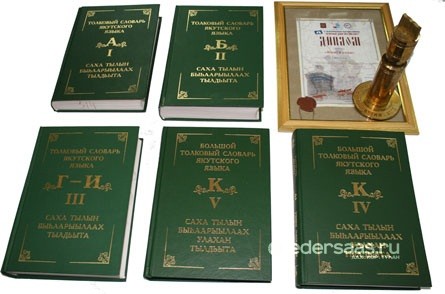 ТОЛКОВЫЙ СЛОВАРЬ
ЯКУТСКОГО
ЯЗЫКА
А
I
САХА ТЫЛЫН
БЫҺААРЫЫЛААХ
ТЫЛДЬЫТА
ТОЛКОВЫЙ СЛОВАРЬ
ЯКУТСКОГО
ЯЗЫКА
Б
II
САХА ТЫЛЫН
БЫҺААРЫЫЛААХ
ТЫЛДЬЫТА
ДИПЛОМ
ТОЛКОВЫЙ СЛОВАРЬ
ЯКУТСКОГО
ЯЗЫКА
Г–И
III
САХА ТЫЛЫН
БЫҺААРЫЫЛААХ
ТЫЛДЬЫТА
БОЛЬШОЙ
ТОЛКОВЫЙ СЛОВАРЬ
ЯКУТСКОГО
ЯЗЫКА
К
V
САХА ТЫЛЫН
БЫҺААРЫЫЛААХ
УЛАХАН
ТЫЛДЬЫТА
БОЛЬШОЙ
ТОЛКОВЫЙ СЛОВАРЬ
ЯКУТСКОГО
ЯЗЫКА
К
IV
САХА ТЫЛЫН
БЫҺААРЫЫЛААХ
ТЫЛДЬЫТА
edersaas.ru